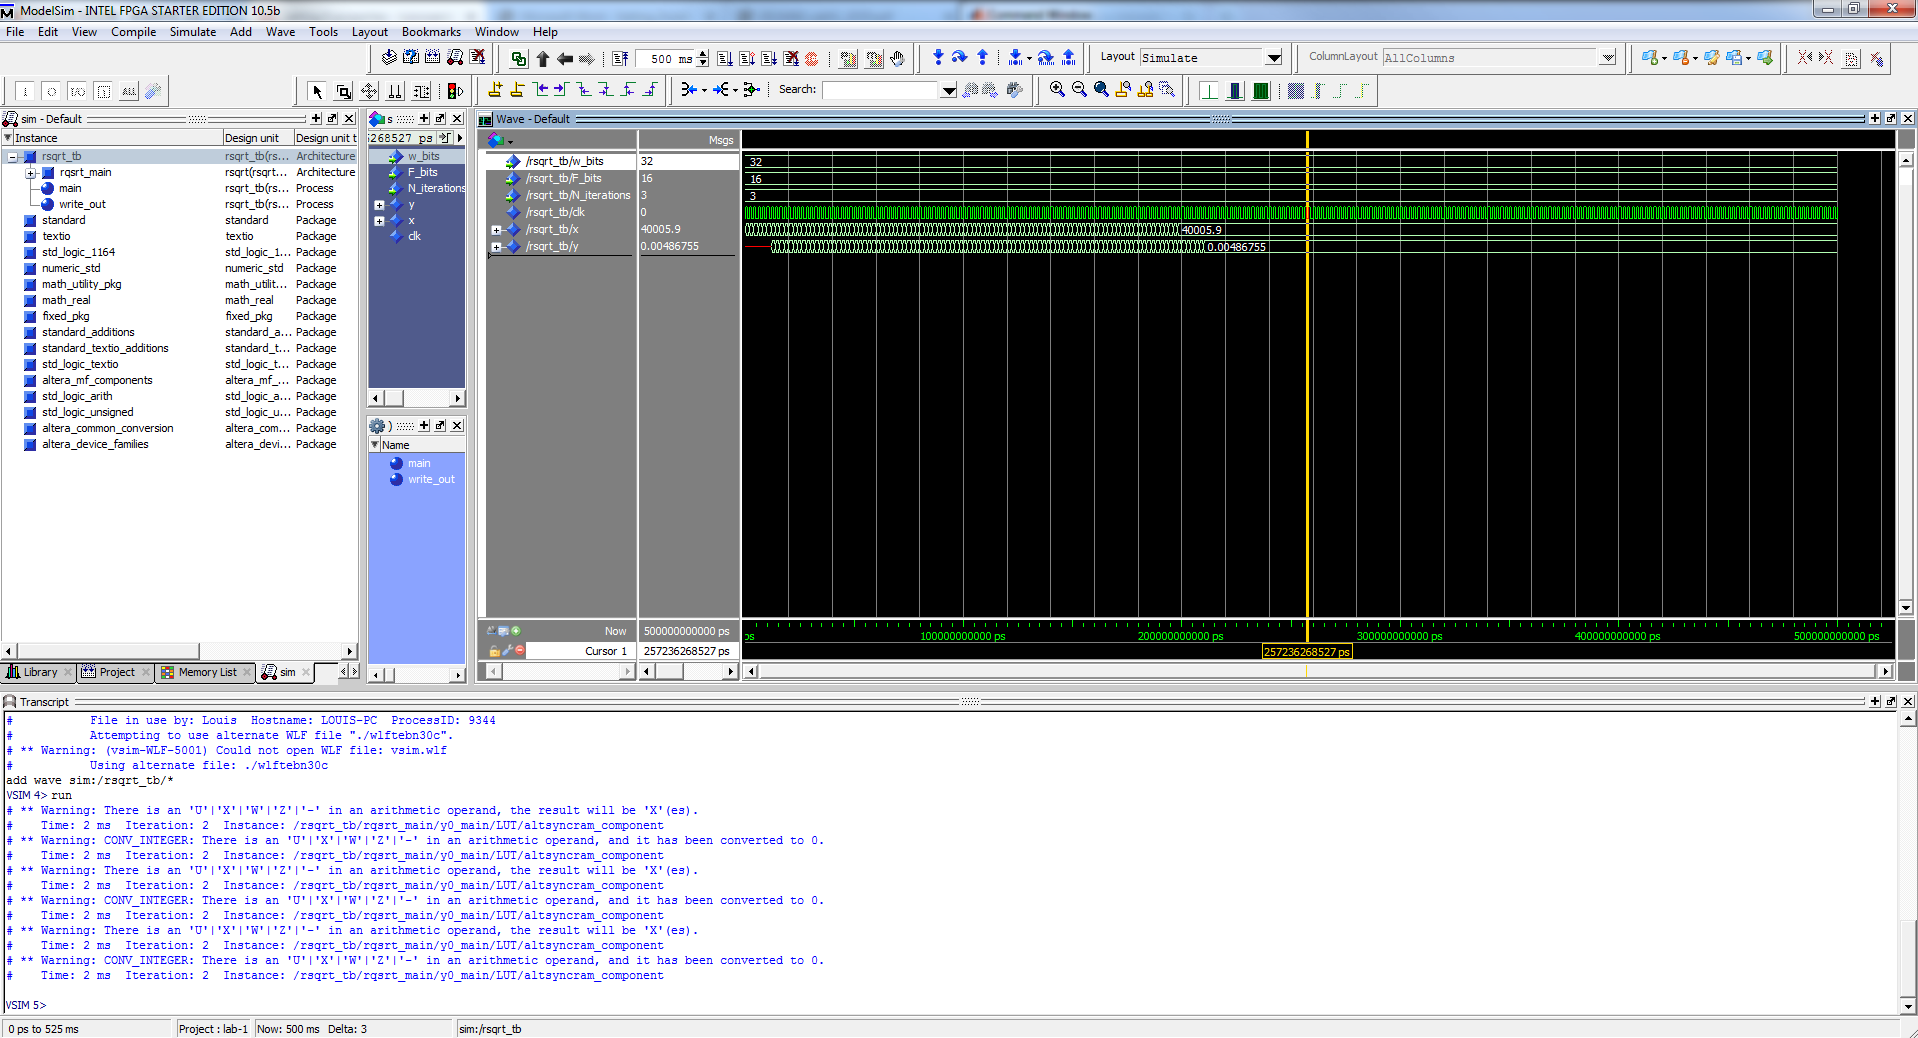 ModelSim - INTEL FPGA STARTER EDITION 10.5b
File Edit View Compile Simulate Add Wave Tools Layout Bookmarks Window Help
500 ms
Layout Simulate
ColumnLayout AllColumns
Search:
sim - Default
Instance Design unit Design unit t
rsqrt_tb rsqrt_tb(rs... Architecture
rqsrt_main rsqrt(rsqrt... Architecture
main rsqrt_tb(rs... Process
write_out rsqrt_tb(rs... Process
standard standard Package
textio textio Package
std_logic_1164 std_logic_1... Package
numeric_std numeric_std Package
math_utility_pkg math_utilit... Package
math_real math_real Package
fixed_pkg fixed_pkg Package
standard_additions standard_a... Package
standard_textio_additions standard_t... Package
std_logic_textio std_logic_t... Package
altera_mf_components altera_mf_... Package
std_logic_arith std_logic_a... Package
std_logic_unsigned std_logic_u... Package
altera_common_conversion altera_com... Package
altera_device_families altera_devi... Package
Library Project Memory List sim
s
268527 ps
w_bits
F_bits
N_iterations
y
x
clk
Name
main
write_out
Wave - Default
Msgs
/rsqrt_tb/w_bits 32 32
/rsqrt_tb/F_bits 16 16
/rsqrt_tb/N_iterations 3 3
/rsqrt_tb/clk 0
/rsqrt_tb/x 40005.9 40005.9
/rsqrt_tb/y 0.00486755 0.00486755
Now 500000000000 ps ps 100000000000 ps 200000000000 ps 300000000000 ps 400000000000 ps 500000000000 ps
Cursor 1 257236268527 ps 257236268527 ps
Transcript
# File in use by: Louis Hostname: LOUIS-PC ProcessID: 9344
# Attempting to use alternate WLF file "./wlftebn30c".
# ** Warning: (vsim-WLF-5001) Could not open WLF file: vsim.wlf
# Using alternate file: ./wlftebn30c
add wave sim:/rsqrt_tb/*
VSIM 4> run
# ** Warning: There is an 'U'|'X'|'W'|'Z'|'-' in an arithmetic operand, the result will be 'X'(es).
# Time: 2 ms Iteration: 2 Instance: /rsqrt_tb/rqsrt_main/y0_main/LUT/altsyncram_component
# ** Warning: CONV_INTEGER: There is an 'U'|'X'|'W'|'Z'|'-' in an arithmetic operand, and it has been converted to 0.
# Time: 2 ms Iteration: 2 Instance: /rsqrt_tb/rqsrt_main/y0_main/LUT/altsyncram_component
# ** Warning: There is an 'U'|'X'|'W'|'Z'|'-' in an arithmetic operand, the result will be 'X'(es).
# Time: 2 ms Iteration: 2 Instance: /rsqrt_tb/rqsrt_main/y0_main/LUT/altsyncram_component
# ** Warning: CONV_INTEGER: There is an 'U'|'X'|'W'|'Z'|'-' in an arithmetic operand, and it has been converted to 0.
# Time: 2 ms Iteration: 2 Instance: /rsqrt_tb/rqsrt_main/y0_main/LUT/altsyncram_component
# ** Warning: There is an 'U'|'X'|'W'|'Z'|'-' in an arithmetic operand, the result will be 'X'(es).
# Time: 2 ms Iteration: 2 Instance: /rsqrt_tb/rqsrt_main/y0_main/LUT/altsyncram_component
# ** Warning: CONV_INTEGER: There is an 'U'|'X'|'W'|'Z'|'-' in an arithmetic operand, and it has been converted to 0.
# Time: 2 ms Iteration: 2 Instance: /rsqrt_tb/rqsrt_main/y0_main/LUT/altsyncram_component
VSIM 5>
0 ps to 525 ms Project : lab-1 Now: 500 ms Delta: 3 sim:/rsqrt_tb